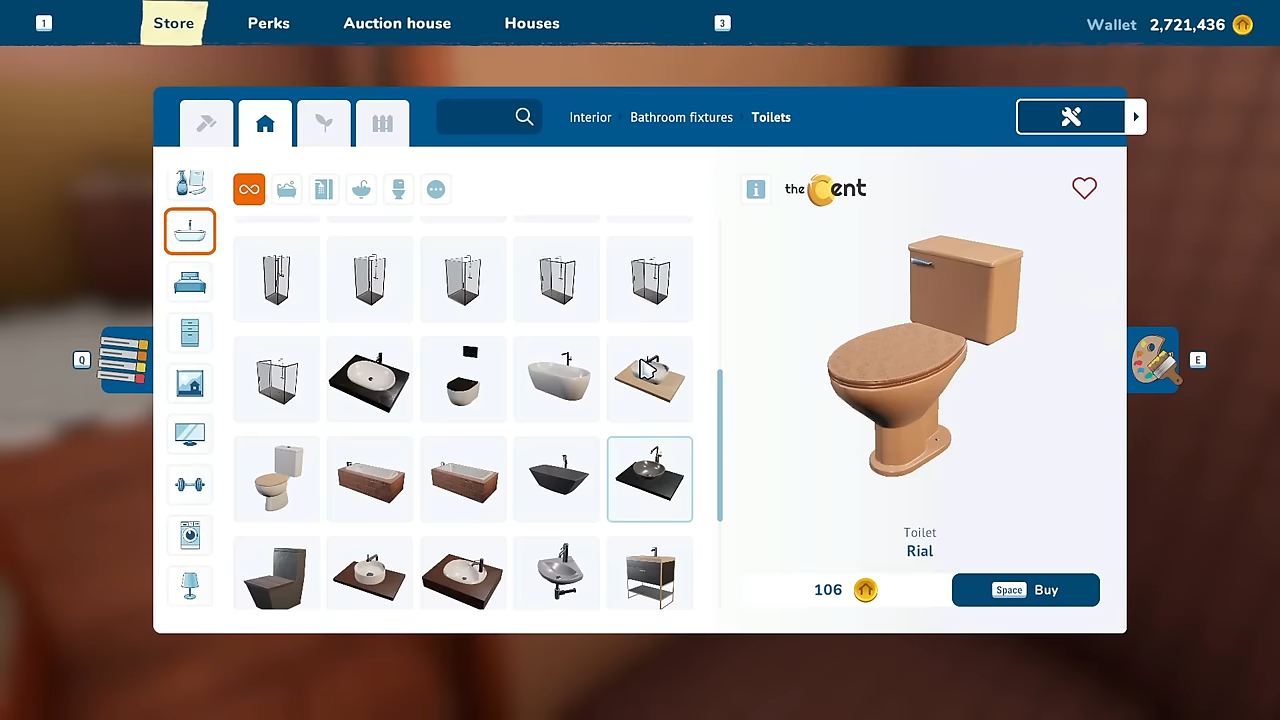 1
Store
Perks
Auction house
Houses
3
Wallet 2,721,436
Interior
Bathroom fixtures
Toilets
the Cent
Q
E
Toilet
Rial
106
Space Buy